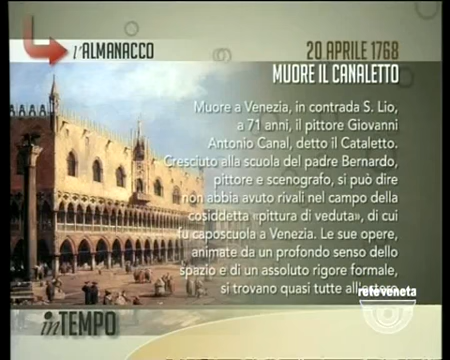 l'ALMANACCO
20 APRILE 1768
MUORE IL CANALETTO
Muore a Venezia, in contrada S. Lio,
a 71 anni, il pittore Giovanni
Antonio Canal, detto il Cataletto.
Cresciuto alla scuola del padre Bernardo,
pittore e scenografo, si può dire
non abbia avuto rivali nel campo della
cosiddetta «pittura di veduta», di cui
fu caposcuola a Venezia. Le sue opere,
animate da un profondo senso dello
spazio e di un assoluto rigore formale,
si trovano quasi tutte all'estero
reteveneta
inTEMPO